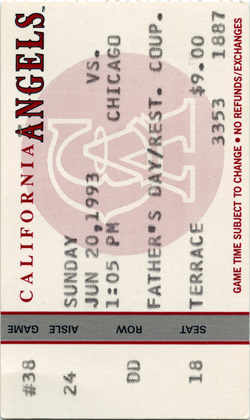 CALIFORNIA
ANGELS
CA
SUNDAY
JUN 20,1993 VS.
1:05 PM CHICAGO
FATHER'S DAY/REST. COUP.
TERRACE $9.00
3353 1887
GAME TIME SUBJECT TO CHANGE • NO REFUNDS/EXCHANGES
GAME AISLE ROW SEAT
#38 24 DD 18